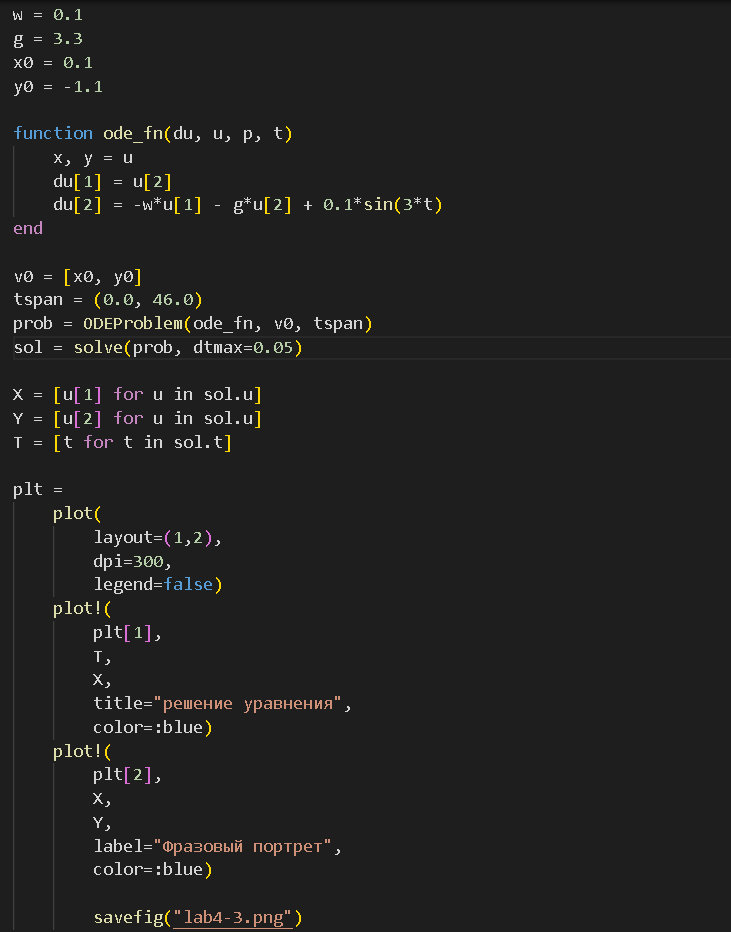 w = 0.1
g = 3.3
x0 = 0.1
y0 = -1.1
function ode_fn(du, u, p, t)
x, y = u
du[1] = u[2]
du[2] = -w*u[1] - g*u[2] + 0.1*sin(3*t)
end
v0 = [x0, y0]
tspan = (0.0, 46.0)
prob = ODEProblem(ode_fn, v0, tspan)
sol = solve(prob, dtmax=0.05)
X = [u[1] for u in sol.u]
Y = [u[2] for u in sol.u]
T = [t for t in sol.t]
plt =
plot(
layout=(1,2),
dpi=300,
legend=false)
plot!(
plt[1],
T,
X,
title="решение уравнения",
color=:blue)
plot!(
plt[2],
X,
Y,
label="Фразовый портрет",
color=:blue)
savefig("lab4-3.png")